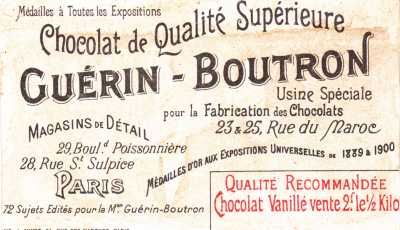 Médailles à Toutes les Expositions
Chocolat de Qualité Supérieure
GUÉRIN - BOUTRON
Usine Spéciale
pour la Fabrication des Chocolats
23 & 25, Rue du Maroc
MAGASINS DE DÉTAIL
29, Boul.d Poissonnière
28, Rue St Sulpice
PARIS
MÉDAILLES D'OR AUX EXPOSITIONS UNIVERSELLES DE 1889 & 1900
QUALITÉ RECOMMANDÉE
Chocolat Vanillé vente 2.f le ½ Kilo
72 Sujets Edités pour la Mon Guérin-Boutron